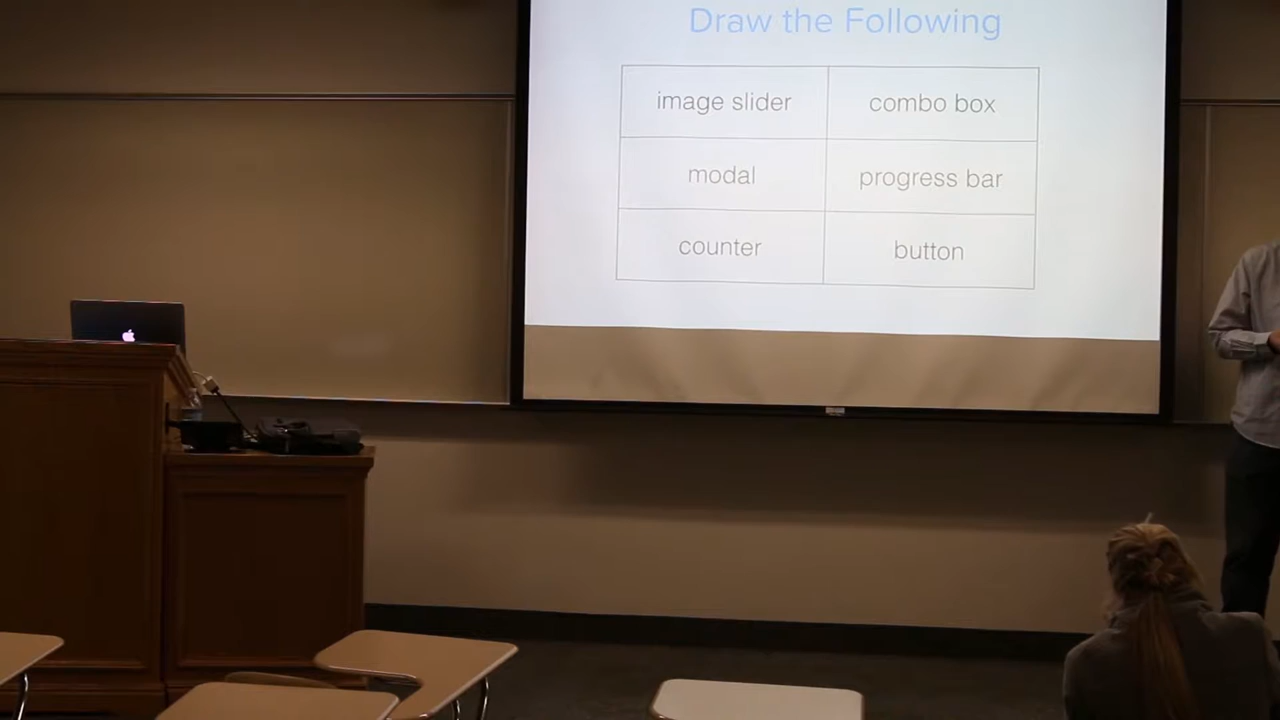 Draw the Following
image slider
combo box
modal
progress bar
counter
button